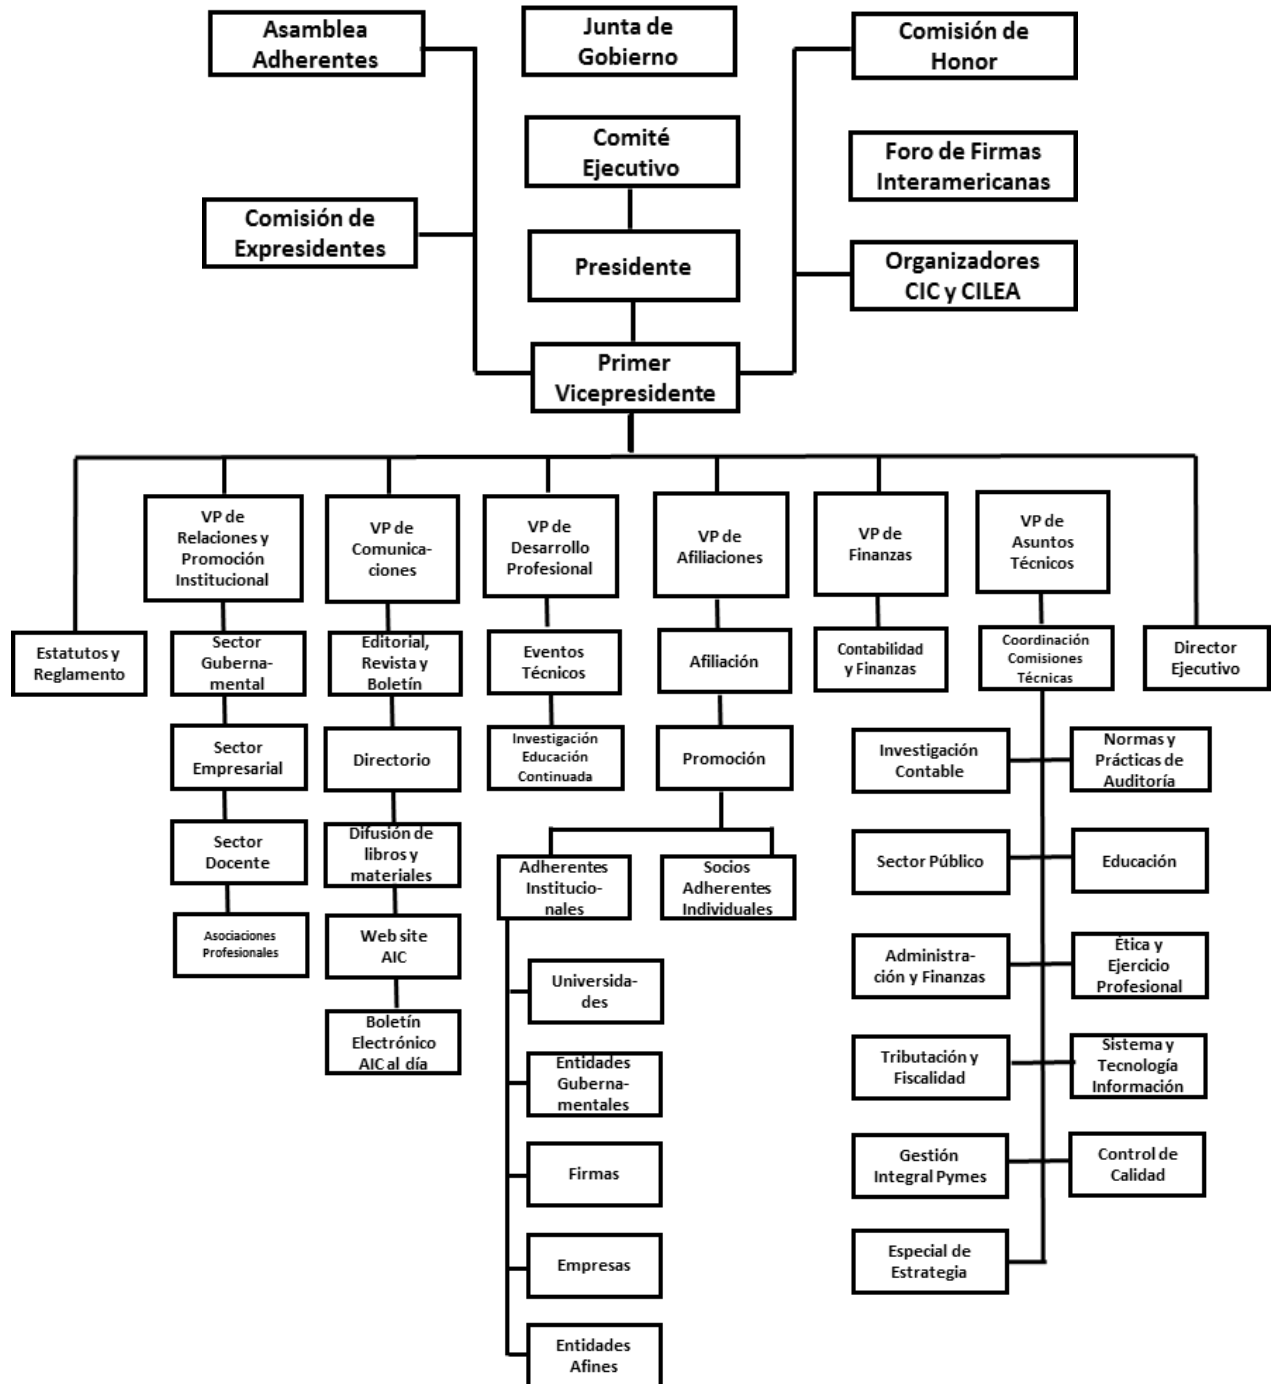 Asamblea
Adherentes
Junta de
Gobierno
Comisión de
Honor
Comité
Ejecutivo
Foro de Firmas
Interamericanas
Comisión de
Expresidentes
Presidente
Organizadores
CIC y CILEA
Primer
Vicepresidente
VP de
Relaciones y
Promoción
Institucional
VP de
Comunica-
ciones
VP de
Desarrollo
Profesional
VP de
Afiliaciones
VP de
Finanzas
VP de
Asuntos
Técnicos
Estatutos y
Reglamento
Sector
Guberna-
mental
Editorial,
Revista y
Boletín
Eventos
Técnicos
Afiliación
Contabilidad
y Finanzas
Coordinación
Comisiones
Técnicas
Director
Ejecutivo
Sector
Empresarial
Directorio
Investigación
Educación
Continuada
Promoción
Investigación
Contable
Normas y
Prácticas de
Auditoría
Sector
Docente
Difusión de
libros y
materiales
Adherentes
Institucio-
nales
Socios
Adherentes
Individuales
Sector Público
Educación
Asociaciones
Profesionales
Web site
AIC
Universida-
des
Administra-
ción y Finanzas
Ética y
Ejercicio
Profesional
Boletín
Electrónico
AIC al día
Entidades
Guberna-
mentales
Tributación y
Fiscalidad
Sistema y
Tecnología
Información
Firmas
Gestión
Integral Pymes
Control de
Calidad
Empresas
Especial de
Estrategia
Entidades
Afines